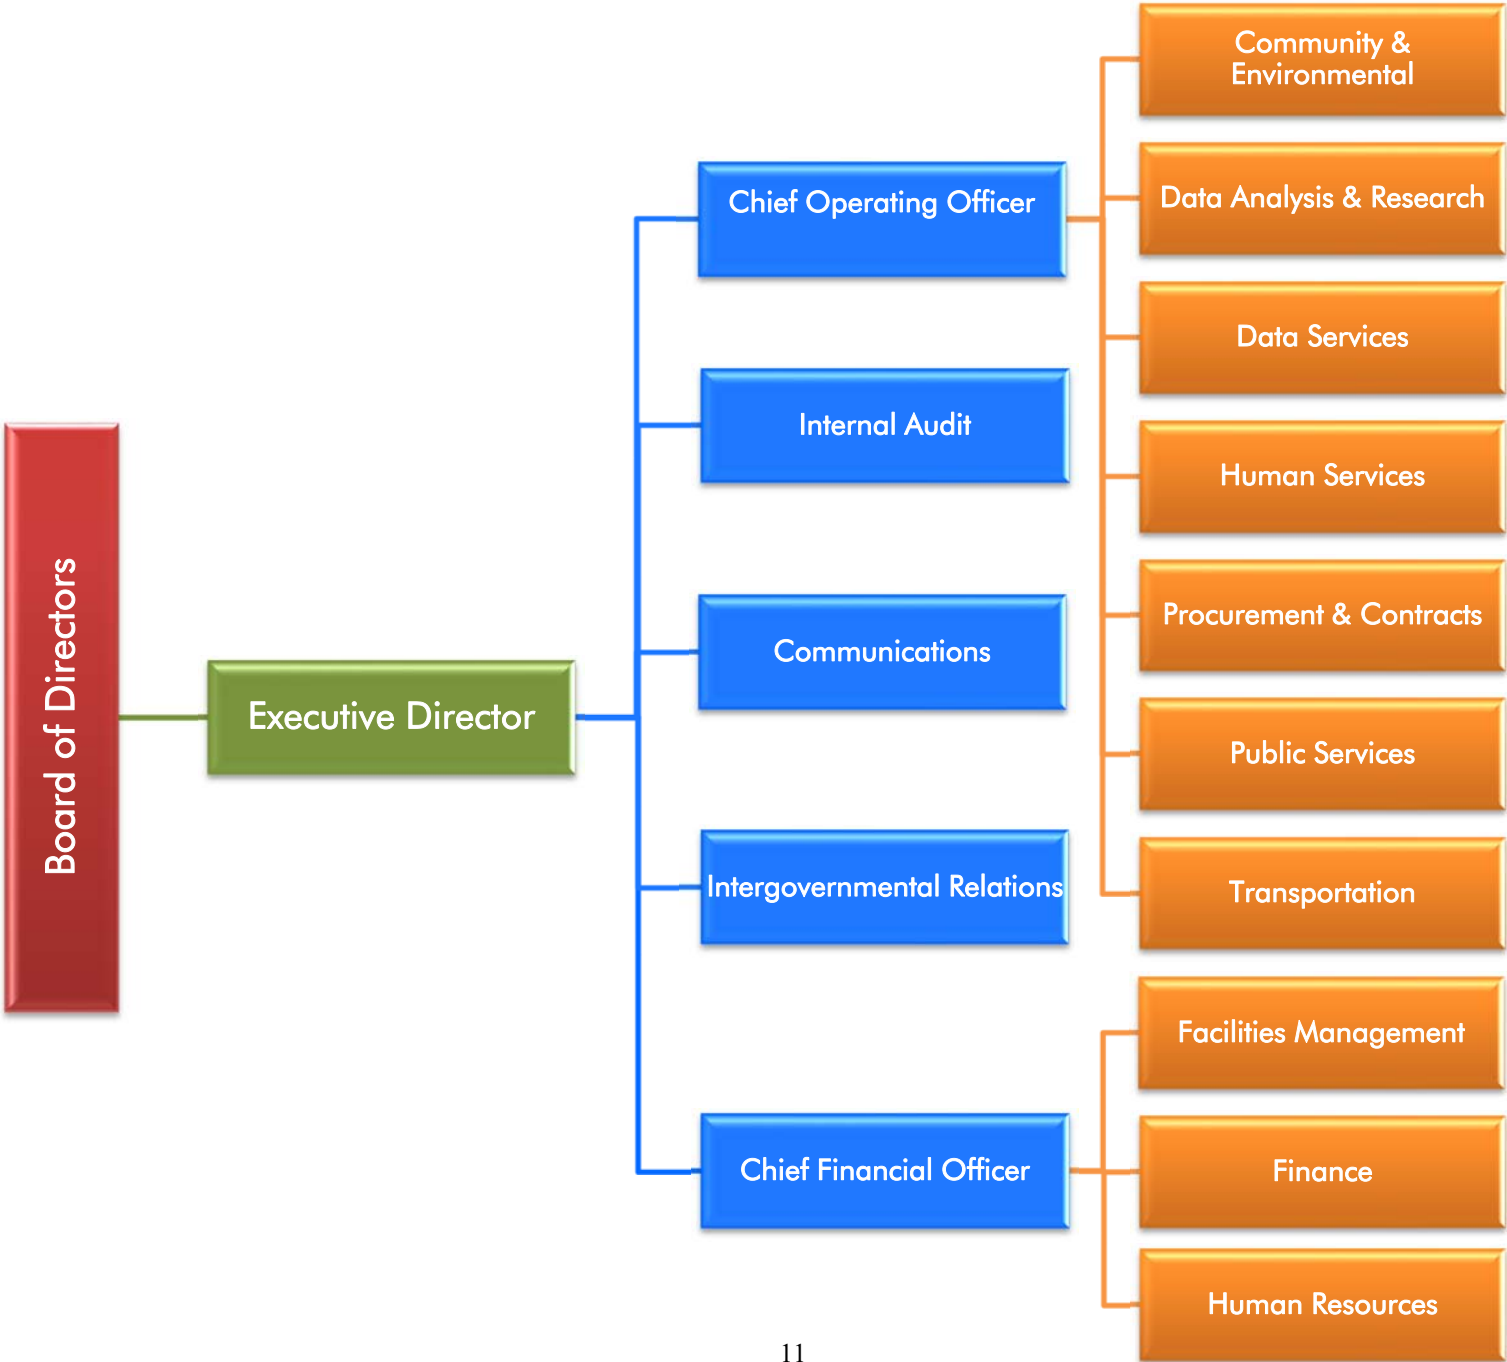 Board of Directors
Executive Director
Chief Operating Officer
Internal Audit
Communications
Intergovernmental Relations
Chief Financial Officer
Community &
Environmental
Data Analysis & Research
Data Services
Human Services
Procurement & Contracts
Public Services
Transportation
Facilities Management
Finance
Human Resources
11